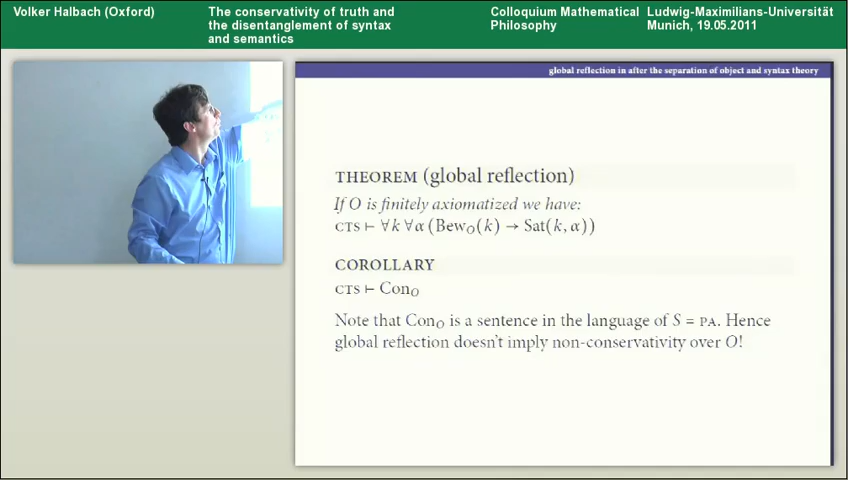 Volker Halbach (Oxford)
The conservativity of truth and
the disentanglement of syntax
and semantics
Colloquium Mathematical
Philosophy
Ludwig-Maximilians-Universität
Munich, 19.05.2011
global reflection in after the separation of object and syntax theory
THEOREM (global reflection)
If O is finitely axiomatized we have:
CTS ⊢ ∀k ∀α (Bew_O(k) → Sat(k, α))
COROLLARY
CTS ⊢ Con_O
Note that Con_O is a sentence in the language of S = PA. Hence
global reflection doesn't imply non-conservativity over O!